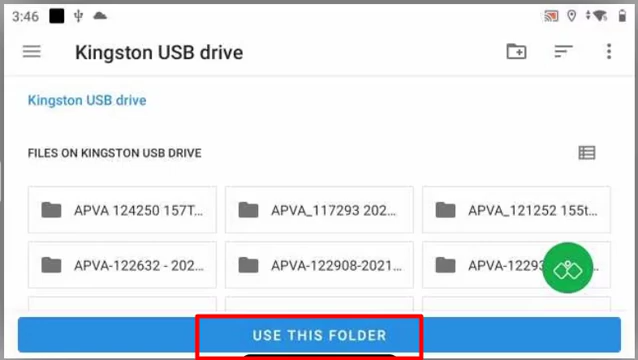 3:46
Kingston USB drive
Kingston USB drive
FILES ON KINGSTON USB DRIVE
APVA 124250 157T...
APVA_117293 202...
APVA_121252 155t...
APVA-122632 - 202...
APVA-122908-2021...
APVA-12293
USE THIS FOLDER